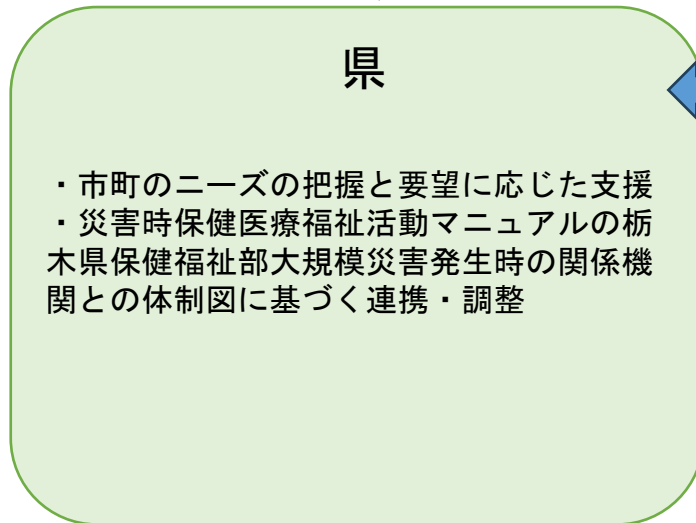 県
・市町のニーズの把握と要望に応じた支援
・災害時保健医療福祉活動マニュアルの栃
木県保健福祉部大規模災害発生時の関係機
関との体制図に基づく連携・調整